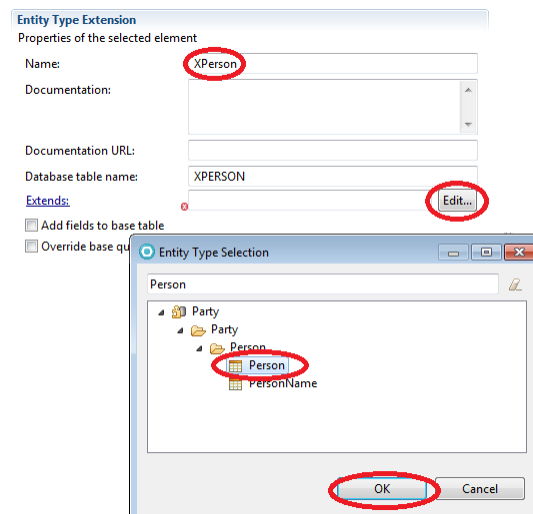 Entity Type Extension
Properties of the selected element
Name: XPerson
Documentation:
Documentation URL:
Database table name: XPERSON
Extends: Edit...
Add fields to base table
Override base qu
Entity Type Selection
Person
Party
Party
Person
Person
PersonName
OK Cancel